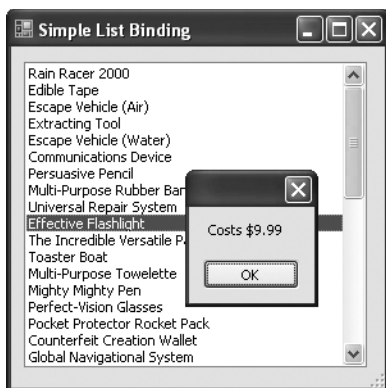 Simple List Binding
Rain Racer 2000
Edible Tape
Escape Vehicle (Air)
Extracting Tool
Escape Vehicle (Water)
Communications Device
Persuasive Pencil
Multi-Purpose Rubber
Universal Repair System
Effective Flashlight
The Incredible Versatile
Toaster Boat
Multi-Purpose Towelette
Mighty Mighty Pen
Perfect-Vision Glasses
Pocket Protector Rocket Pack
Counterfeit Creation Wallet
Global Navigational System
Costs $9.99
OK